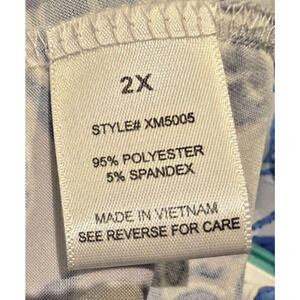 2X
STYLE# XM5005
95% POLYESTER
5% SPANDEX
MADE IN VIETNAM
SEE REVERSE FOR CARE